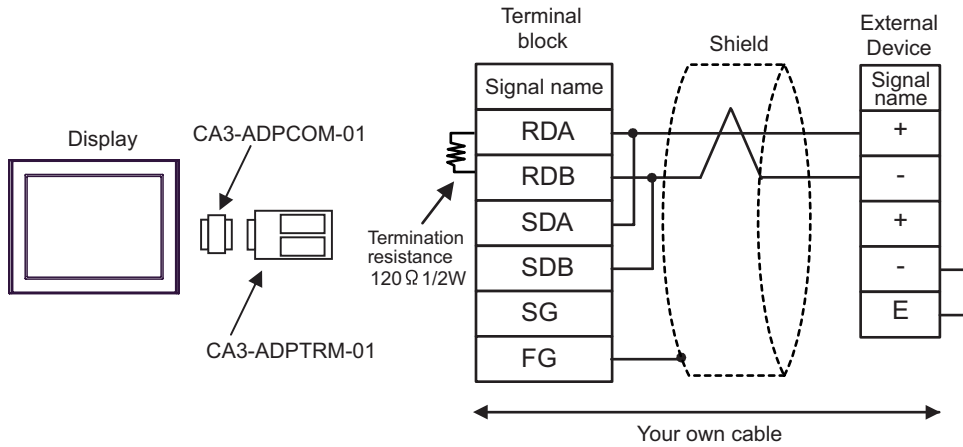 Display
CA3-ADPCOM-01
CA3-ADPTRM-01
Termination
resistance
120Ω 1/2W
Terminal
block
Signal name
RDA
RDB
SDA
SDB
SG
FG
Shield
External
Device
Signal
name
+
-
+
-
E
Your own cable